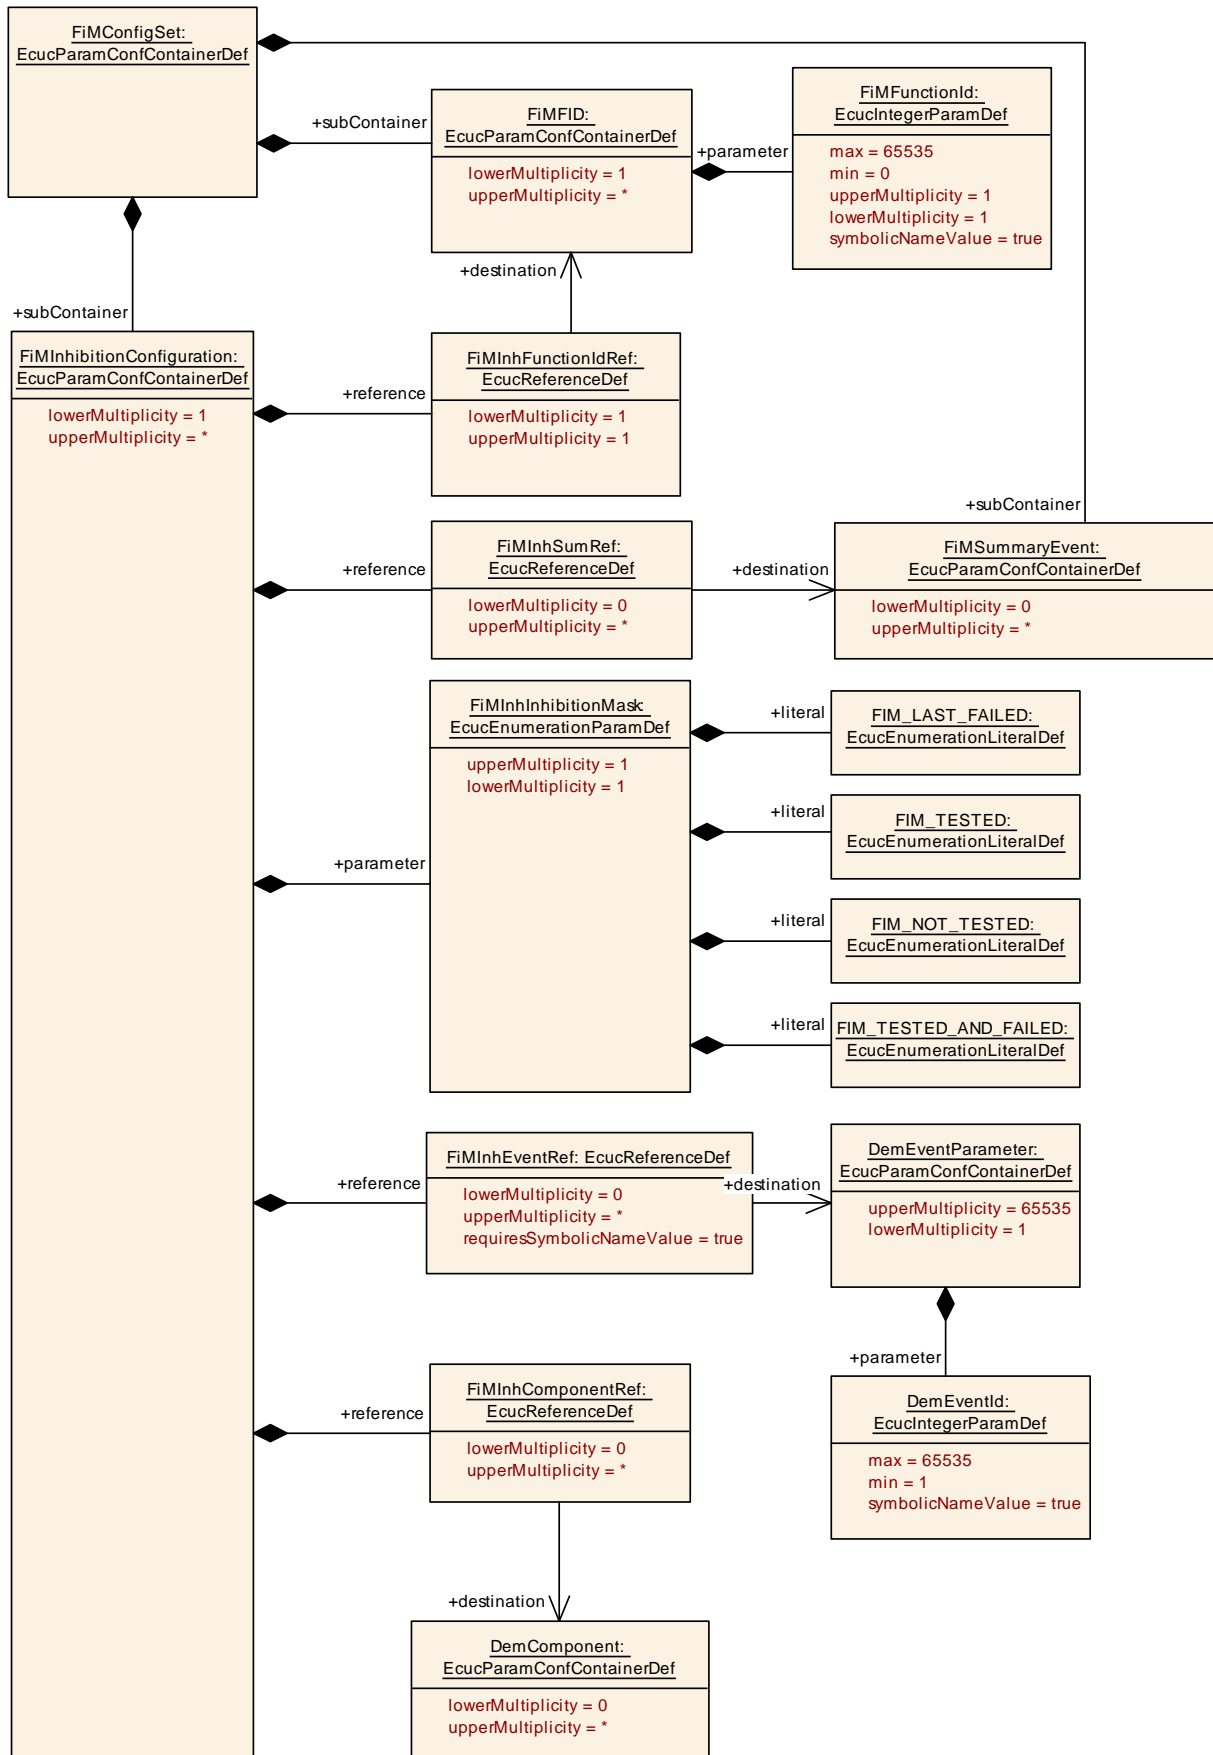 FiMConfigSet:
EcucParamConfContainerDef
+subContainer
FiMFID:
EcucParamConfContainerDef
lowerMultiplicity = 1
upperMultiplicity = *
+parameter
FiMFunctionId:
EcucIntegerParamDef
max = 65535
min = 0
upperMultiplicity = 1
lowerMultiplicity = 1
symbolicNameValue = true
+destination
+subContainer
FiMInhibitionConfiguration:
EcucParamConfContainerDef
lowerMultiplicity = 1
upperMultiplicity = *
+reference
FiMInhFunctionIdRef:
EcucReferenceDef
lowerMultiplicity = 1
upperMultiplicity = 1
+subContainer
+reference
FiMInhSumRef:
EcucReferenceDef
lowerMultiplicity = 0
upperMultiplicity = *
+destination
FiMSummaryEvent:
EcucParamConfContainerDef
lowerMultiplicity = 0
upperMultiplicity = *
+parameter
FiMInhInhibitionMask:
EcucEnumerationParamDef
upperMultiplicity = 1
lowerMultiplicity = 1
+literal
FIM_LAST_FAILED:
EcucEnumerationLiteralDef
+literal
FIM_TESTED:
EcucEnumerationLiteralDef
+literal
FIM_NOT_TESTED:
EcucEnumerationLiteralDef
+literal
FIM_TESTED_AND_FAILED:
EcucEnumerationLiteralDef
+reference
FiMInhEventRef: EcucReferenceDef
lowerMultiplicity = 0
upperMultiplicity = *
requiresSymbolicNameValue = true
+destination
DemEventParameter:
EcucParamConfContainerDef
upperMultiplicity = 65535
lowerMultiplicity = 1
+parameter
DemEventId:
EcucIntegerParamDef
max = 65535
min = 1
symbolicNameValue = true
+reference
FiMInhComponentRef:
EcucReferenceDef
lowerMultiplicity = 0
upperMultiplicity = *
+destination
DemComponent:
EcucParamConfContainerDef
lowerMultiplicity = 0
upperMultiplicity = *